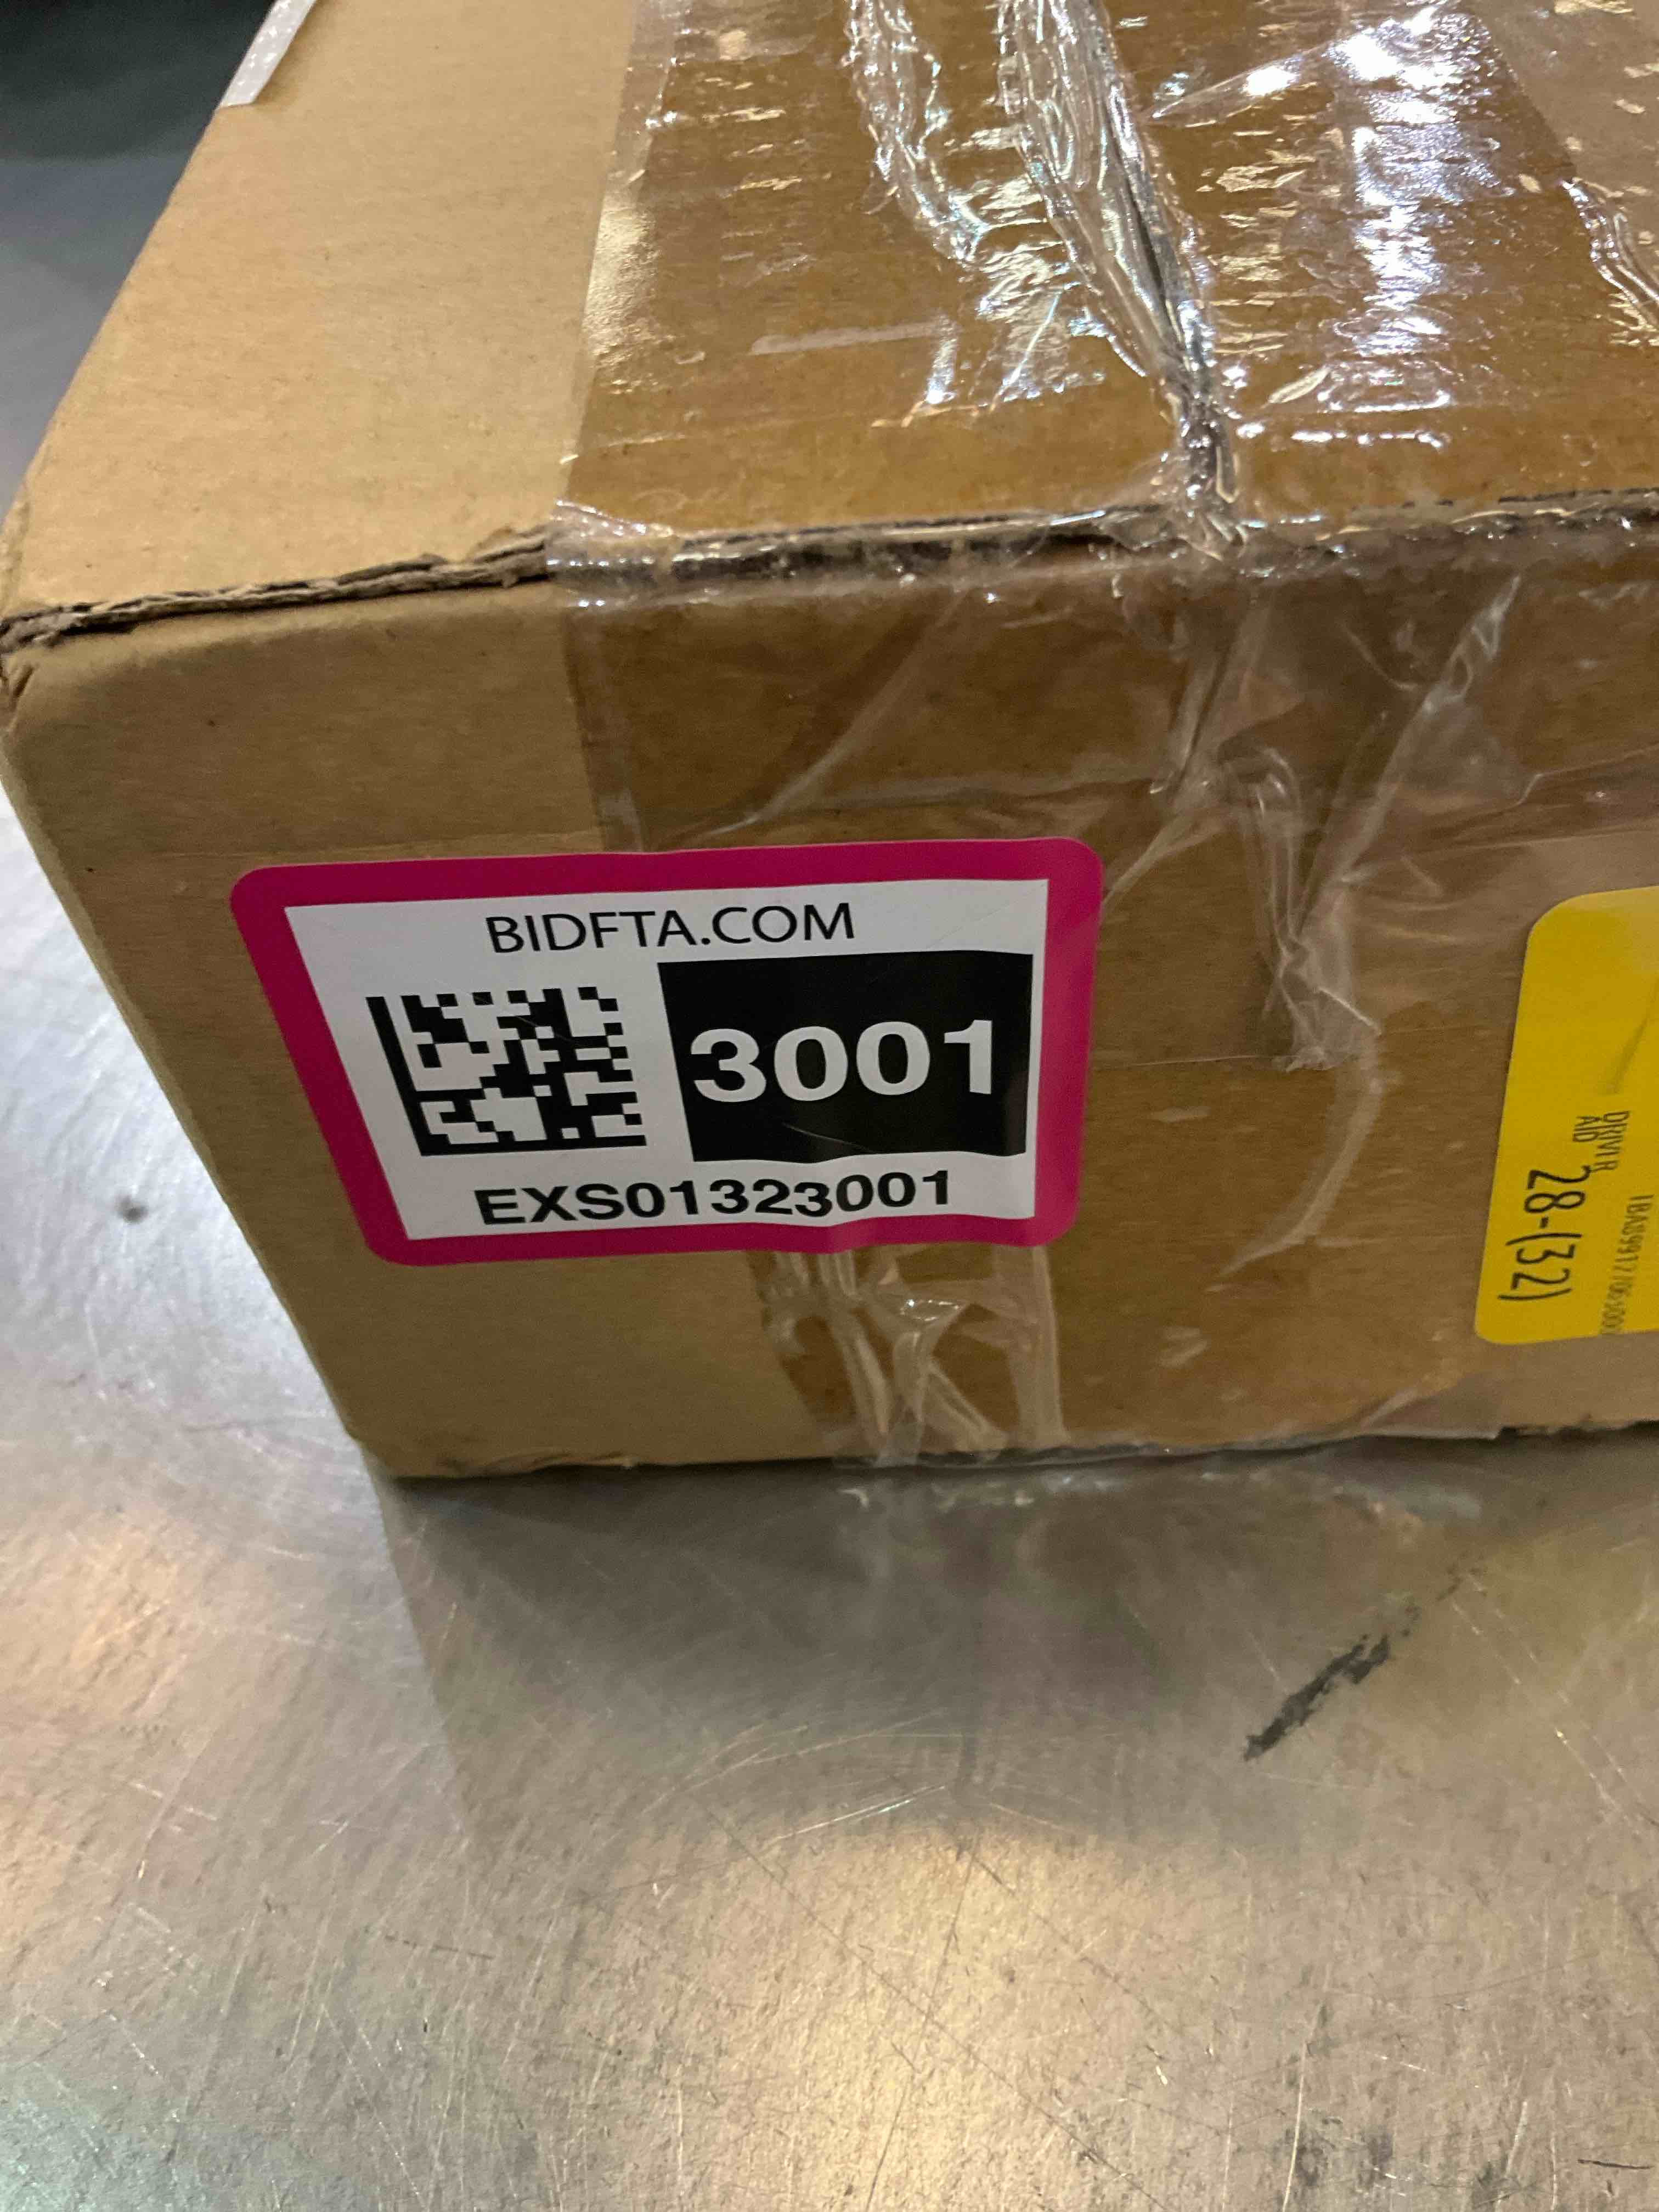 BIDFTA.COM
3001
EXS01323001
DRIVER
AID
28-(32)